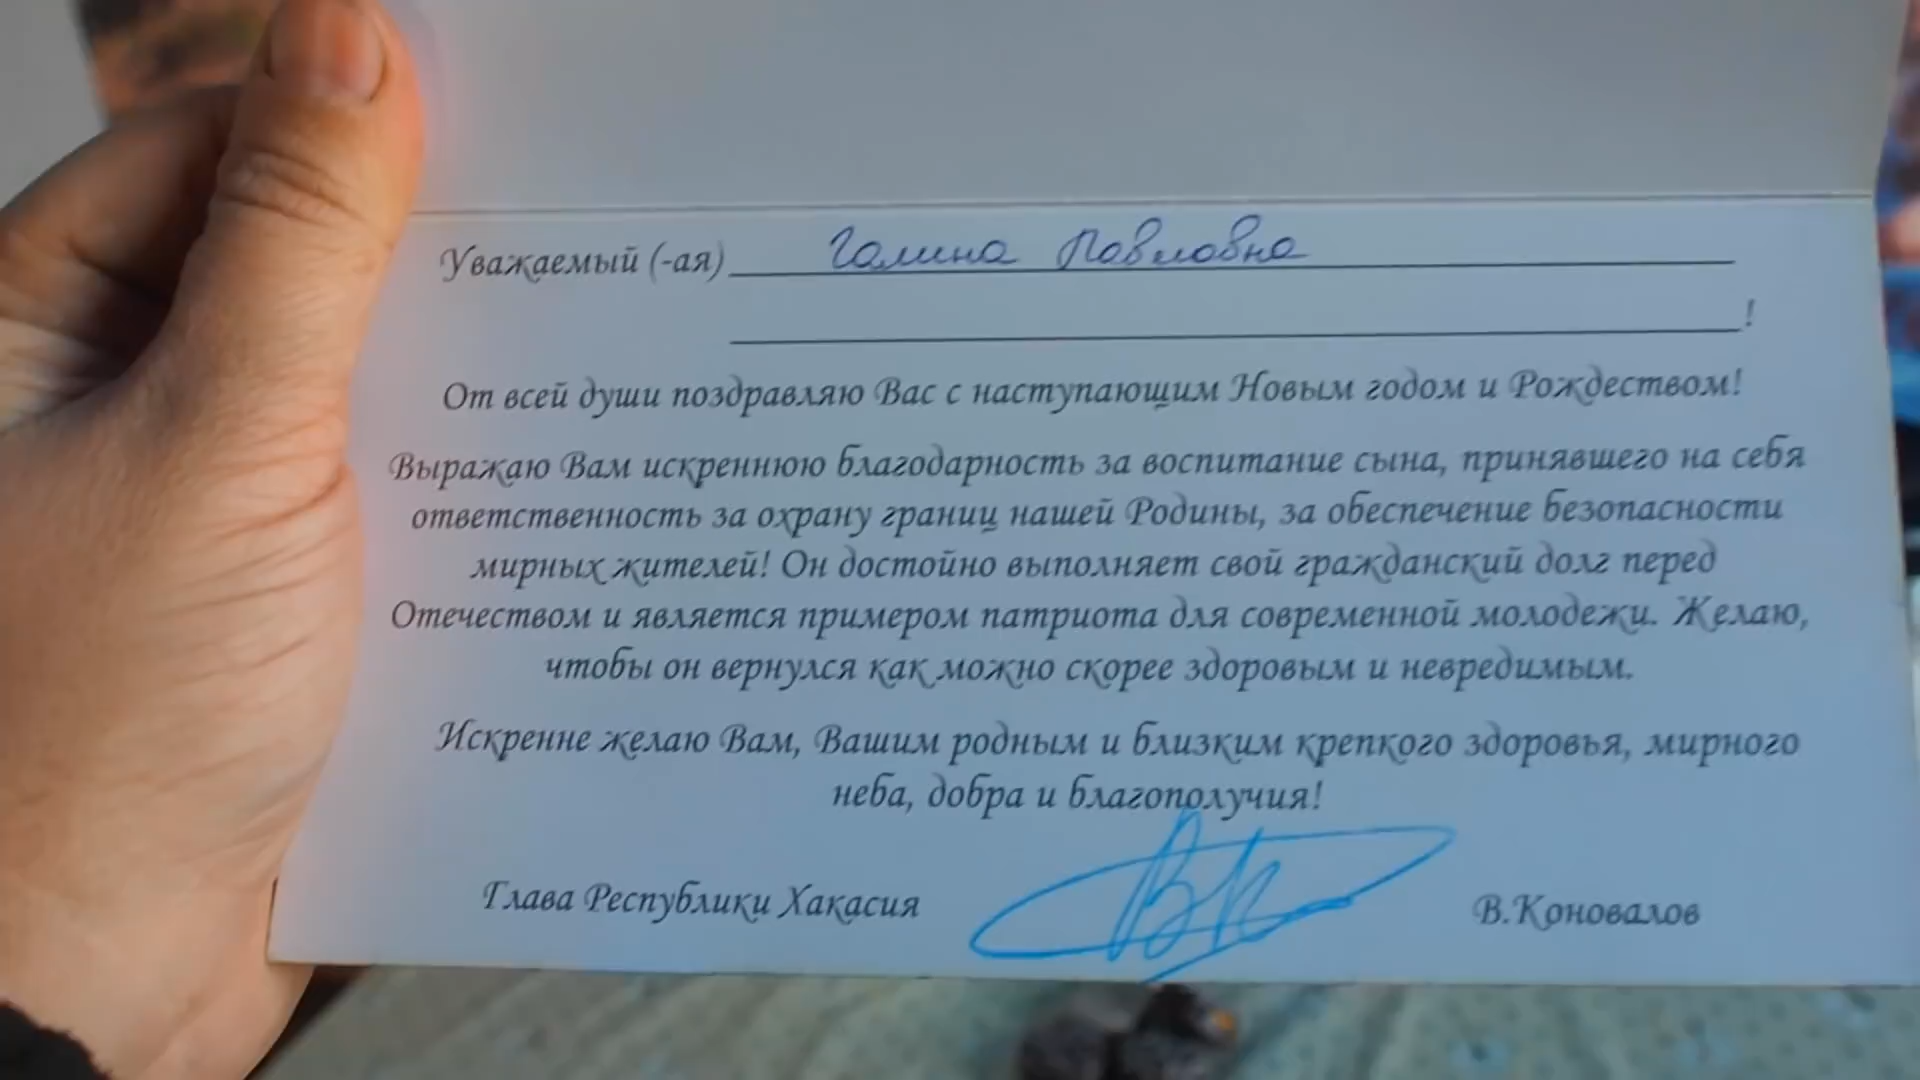 Уважаемый (-ая) Галина Павловна
!
От всей души поздравляю Вас с наступающим Новым годом и Рождеством!
Выражаю Вам искреннюю благодарность за воспитание сына, принявшего на себя
ответственность за охрану границ нашей Родины, за обеспечение безопасности
мирных жителей! Он достойно выполняет свой гражданский долг перед
Отечеством и является примером патриота для современной молодежи. Желаю,
чтобы он вернулся как можно скорее здоровым и невредимым.
Искренне желаю Вам, Вашим родным и близким крепкого здоровья, мирного
неба, добра и благополучия!
Глава Республики Хакасия В.Коновалов